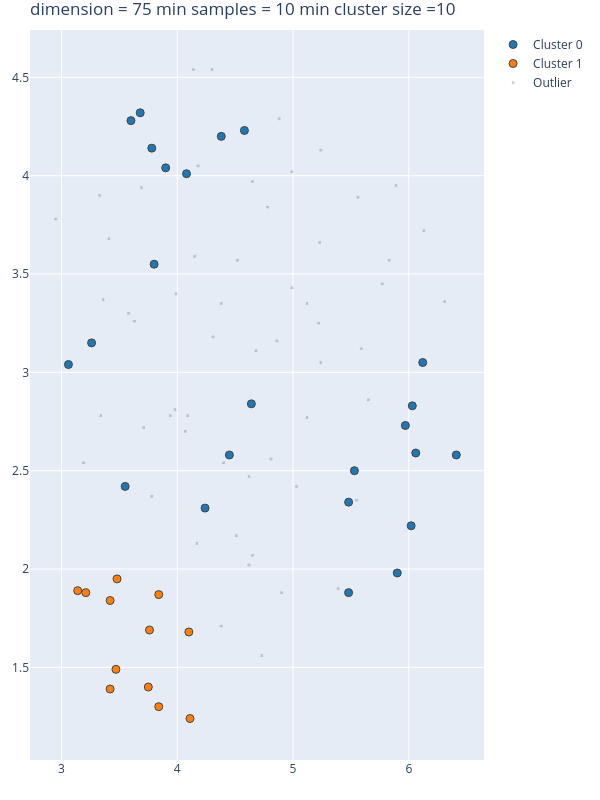 dimension = 75 min samples = 10 min cluster size =10
Cluster 0
Cluster 1
Outlier
4.5
4
3.5
3
2.5
2
1.5
3 4 5 6